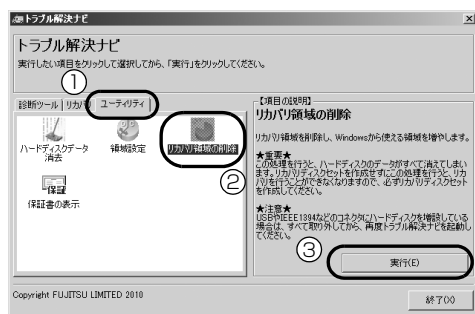 トラブル解決ナビ
トラブル解決ナビ
実行したい項目をクリックして選択してから、「実行」をクリックしてください。
①
診断ツール
リカバリ
ユーティリティ
ハードディスクデータ
消去
領域設定
リカバリ領域の削除
②
保証
保証書の表示
【項目の説明】
リカバリ領域の削除
リカバリ領域を削除し、Windowsから使える領域を増やします。
★重要★
この処理を行うと、ハードディスクのデータがすべて消えてしまい
ます。リカバリディスクセットを作成せずにこの処理を行うと、リカ
バリを行うことができなくなりますので、必ずリカバリディスクセット
を作成してください。
★注意★
USBやIEEE1394などのコネクタにハードディスクを増設している
場合は、すべて取り外してから、再度トラブル解決ナビを起動し
てください。
③
実行(E)
Copyright FUJITSU LIMITED 2010
終了(X)